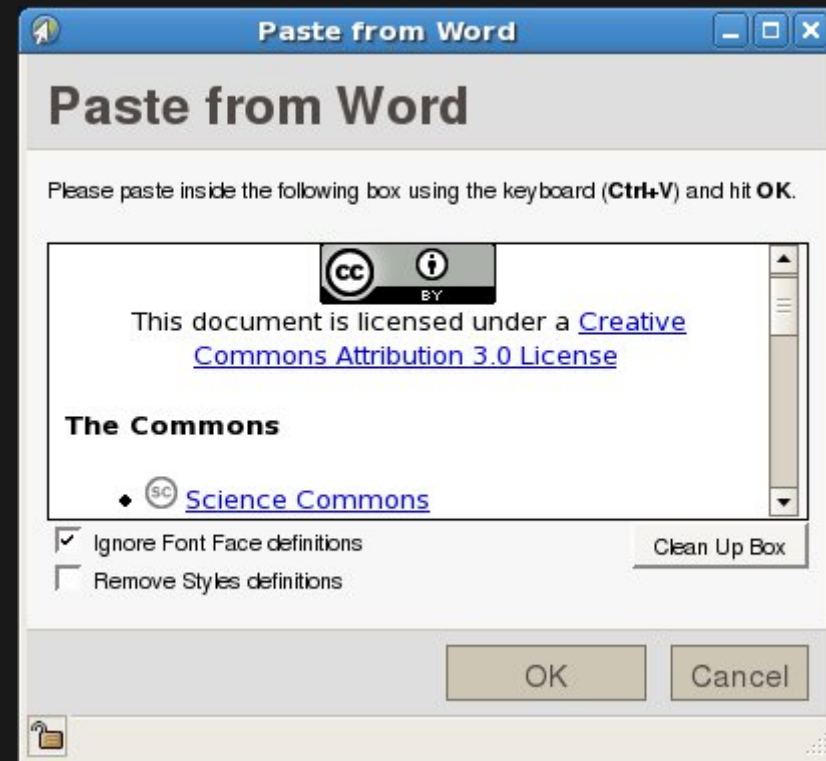 Paste from Word
Paste from Word
Please paste inside the following box using the keyboard (Ctrl+V) and hit OK.
cc
BY
This document is licensed under a Creative
Commons Attribution 3.0 License
The Commons
• sc Science Commons
Ignore Font Face definitions
Clean Up Box
Remove Styles definitions
OK
Cancel